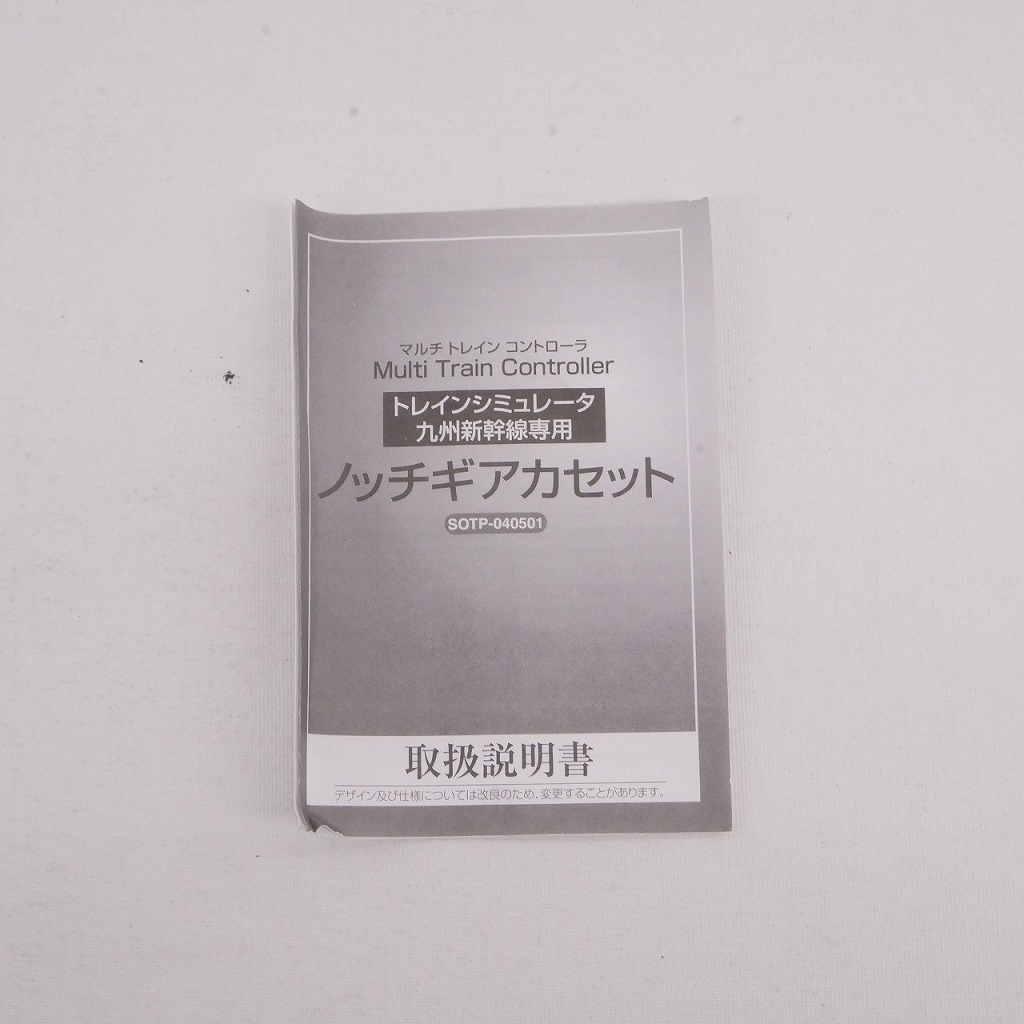 マルチ トレイン コントローラ
Multi Train Controller
トレインシミュレータ
九州新幹線専用
ノッチギアカセット
SOTP-040501
取扱説明書
デザイン及び仕様については改良のため、変更することがあります。